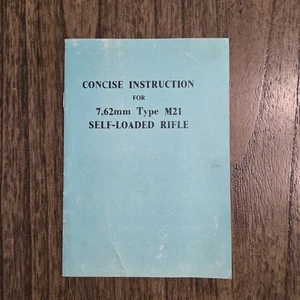 CONCISE INSTRUCTION
FOR
7.62mm Type M21
SELF-LOADED RIFLE